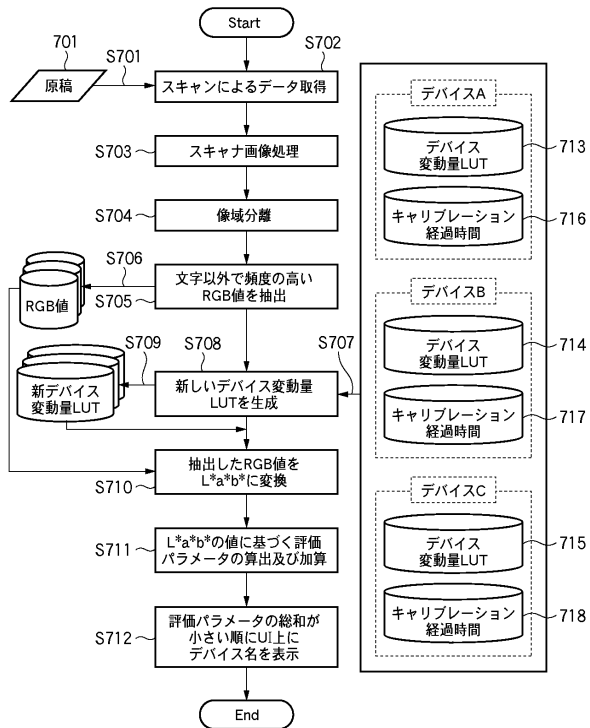 Start
701
S701
原稿
S702
スキャンによるデータ取得
S703
スキャナ画像処理
S704
像域分離
S706
RGB値
S705
文字以外で頻度の高い
RGB値を抽出
S709
S708
S707
新デバイス
変動量LUT
新しいデバイス変動量
LUTを生成
S710
抽出したRGB値を
L*a*b*に変換
S711
L*a*b*の値に基づく評価
パラメータの算出及び加算
S712
評価パラメータの総和が
小さい順にUI上に
デバイス名を表示
End
デバイスA
デバイス
変動量LUT
713
キャリブレーション
経過時間
716
デバイスB
デバイス
変動量LUT
714
キャリブレーション
経過時間
717
デバイスC
デバイス
変動量LUT
715
キャリブレーション
経過時間
718